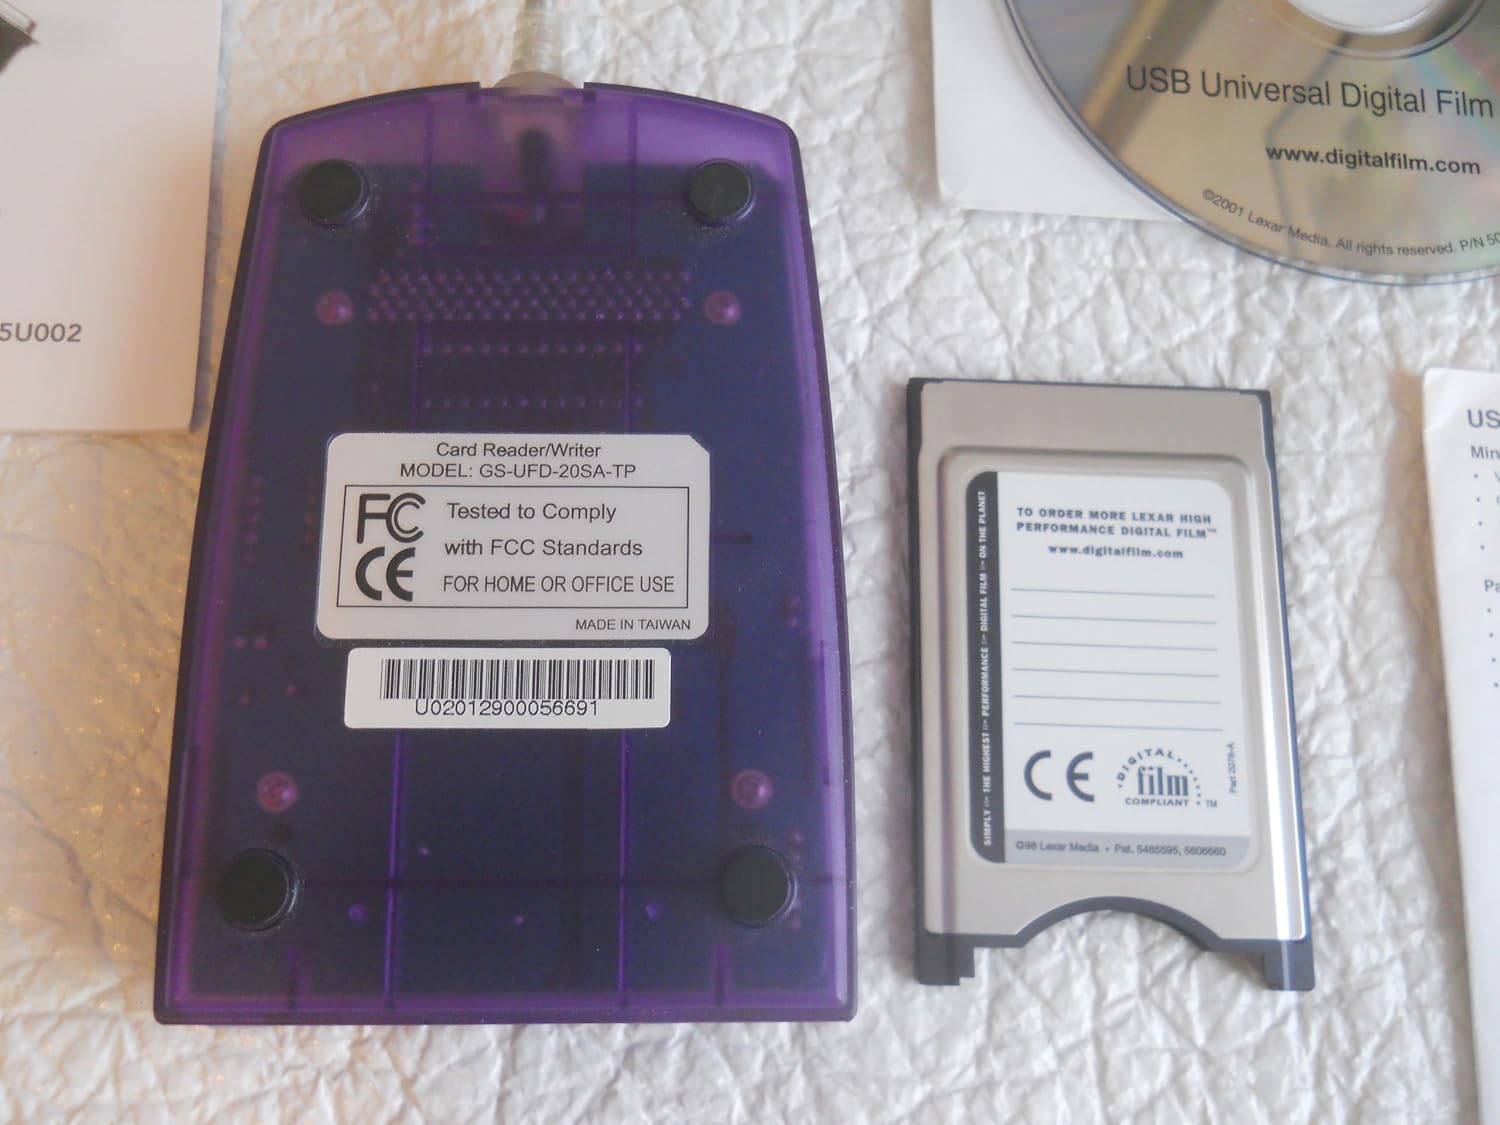 5U002
Card Reader/Writer
MODEL: GS-UFD-20SA-TP
FC
CE
Tested to Comply
with FCC Standards
FOR HOME OR OFFICE USE
MADE IN TAIWAN
U02012900056691
USB Universal Digital Film
www.digitalfilm.com
©2001 Lexar Media. All rights reserved. P/N 50
SIMPLY THE HIGHEST PERFORMANCE DIGITAL FILM ON THE PLANET
TO ORDER MORE LEXAR HIGH
PERFORMANCE DIGITAL FILM™
www.digitalfilm.com
CE
DIGITAL
film
COMPLIANT ™
Part 2078-A
©98 Lexar Media • Pat. 5485595, 5606660
US
Min